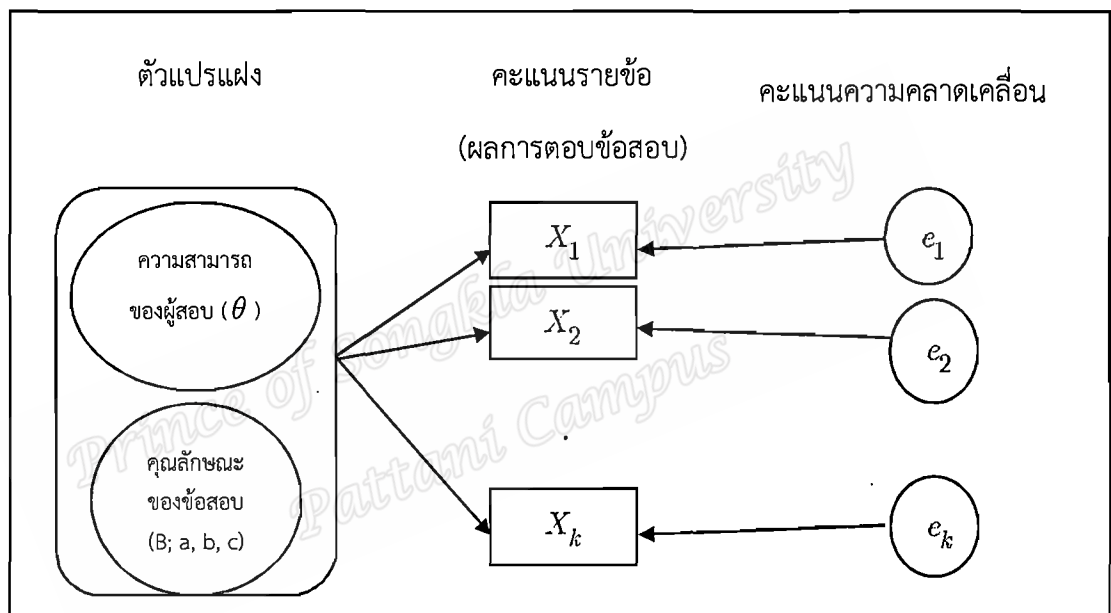 ตัวแปรแฝง
คะแนนรายข้อ
(ผลการตอบข้อสอบ)
คะแนนความคลาดเคลื่อน
ความสามารถ
ของผู้สอบ (θ)
คุณลักษณะ
ของข้อสอบ
(B; a, b, c)
X₁
X₂
Xₖ
e₁
e₂
eₖ
Prince of Songkla University
Pattani Campus